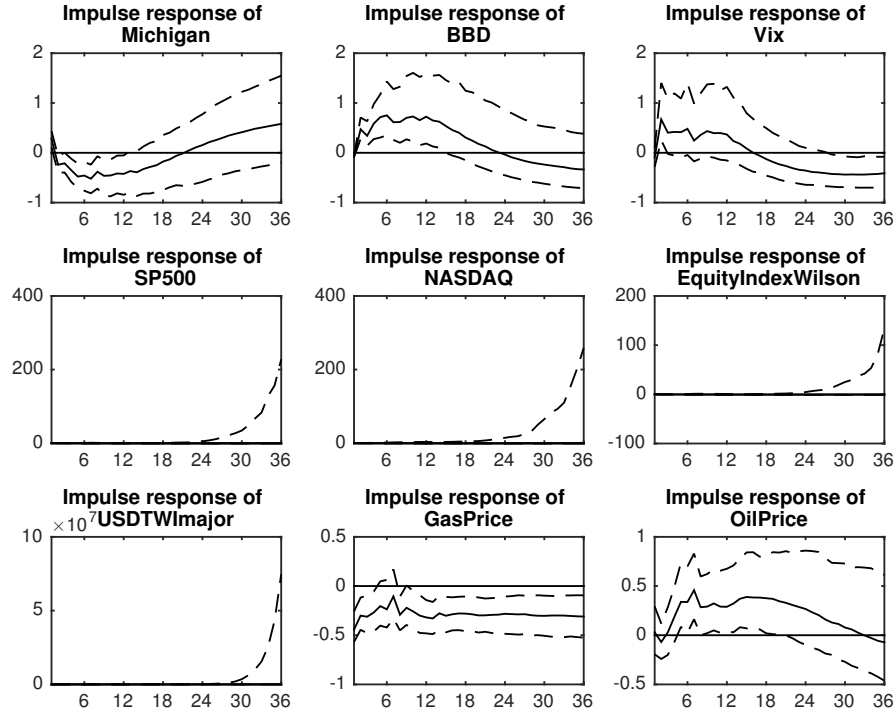 Impulse response of
Michigan
2
1
0
-1
6 12 18 24 30 36
Impulse response of
BBD
2
1
0
-1
6 12 18 24 30 36
Impulse response of
Vix
2
1
0
-1
6 12 18 24 30 36
Impulse response of
SP500
400
200
0
6 12 18 24 30 36
Impulse response of
NASDAQ
400
200
0
6 12 18 24 30 36
Impulse response of
EquityIndexWilson
200
100
0
-100
6 12 18 24 30 36
Impulse response of
×10⁷ USDTWImajor
10
5
0
6 12 18 24 30 36
Impulse response of
GasPrice
0.5
0
-0.5
-1
6 12 18 24 30 36
Impulse response of
OilPrice
1
0.5
0
-0.5
6 12 18 24 30 36